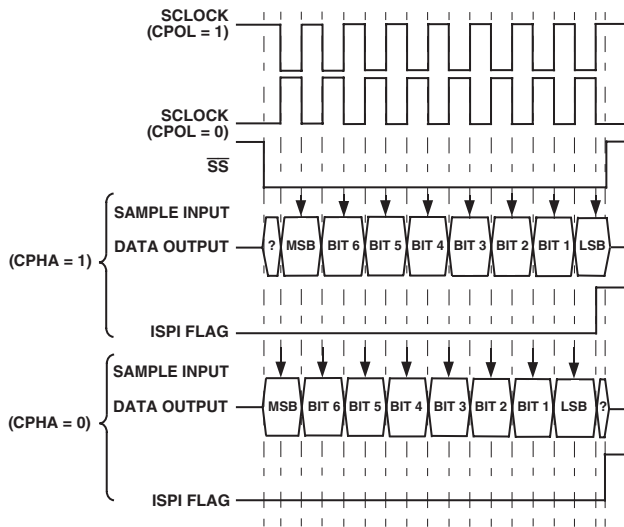 SCLOCK
(CPOL = 1)
SCLOCK
(CPOL = 0)
SS
SAMPLE INPUT
(CPHA = 1)
DATA OUTPUT
? MSB BIT 6 BIT 5 BIT 4 BIT 3 BIT 2 BIT 1 LSB
ISPI FLAG
SAMPLE INPUT
(CPHA = 0)
DATA OUTPUT
MSB BIT 6 BIT 5 BIT 4 BIT 3 BIT 2 BIT 1 LSB ?
ISPI FLAG